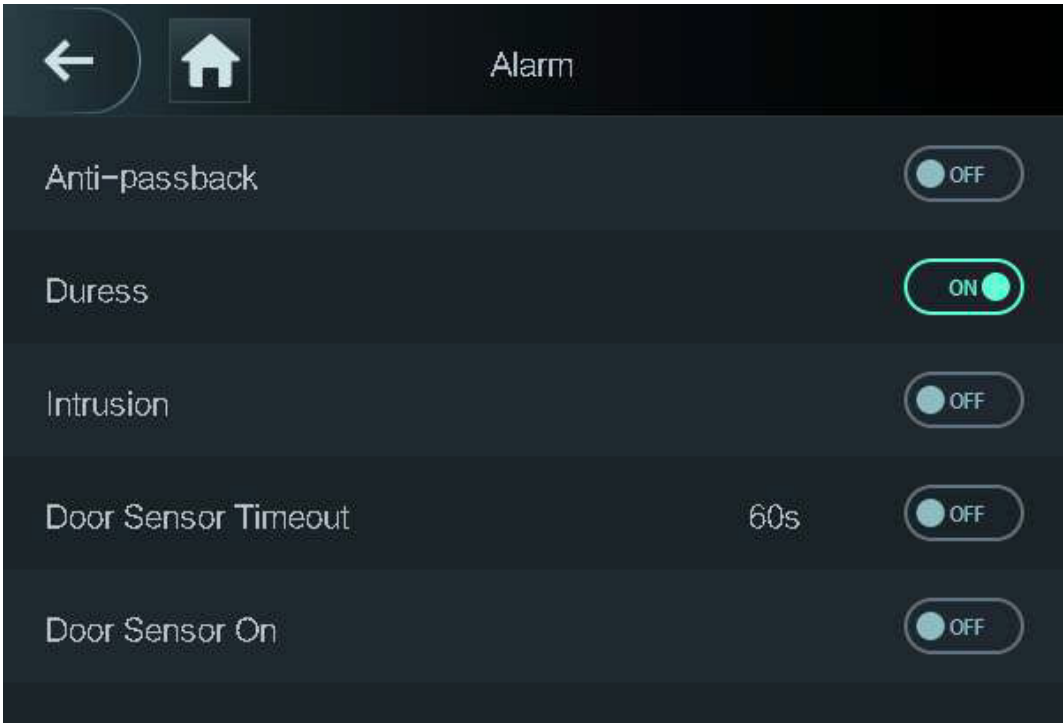 Alarm
Anti-passback OFF
Duress ON
Intrusion OFF
Door Sensor Timeout 60s OFF
Door Sensor On OFF